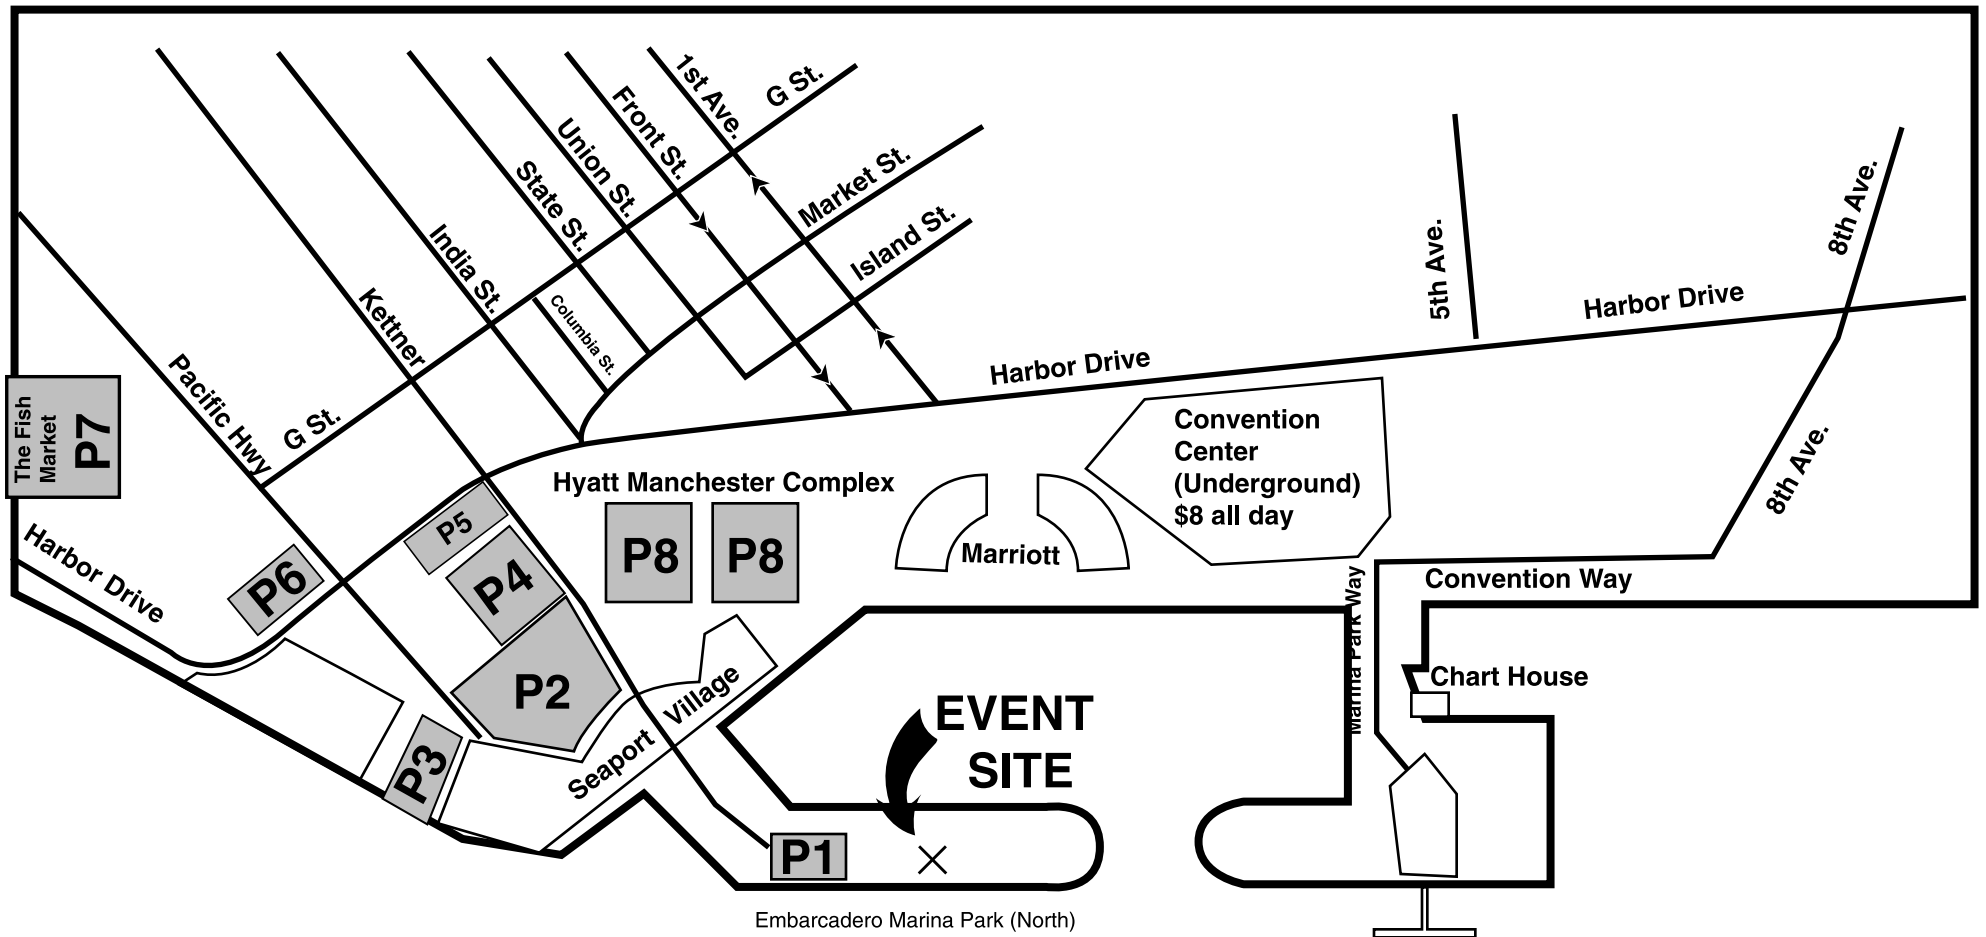 1st Ave.
G St.
Front St.
Union St.
State St.
Market St.
Island St.
India St.
Columbia St.
Kettner
Pacific Hwy
G St.
5th Ave.
8th Ave.
Harbor Drive
Harbor Drive
8th Ave.
The Fish
Market
P7
Harbor Drive
P6
P5
P4
P2
P3
Hyatt Manchester Complex
P8
P8
Marriott
Convention
Center
(Underground)
$8 all day
Marina Park Way
Convention Way
Chart House
Seaport
Village
EVENT
SITE
P1
Embarcadero Marina Park (North)